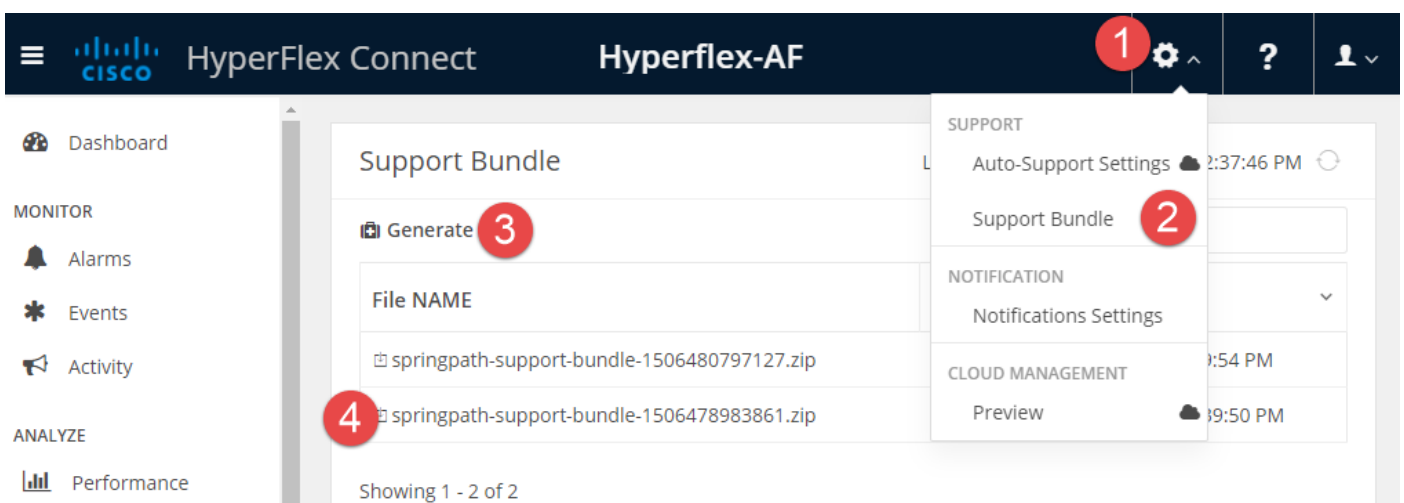 CISCO HyperFlex Connect Hyperflex-AF 1 ?
Dashboard
MONITOR
Alarms
Events
Activity
ANALYZE
Performance
Support Bundle 2:37:46 PM
Generate 3
File NAME
springpath-support-bundle-1506480797127.zip :54 PM
4 springpath-support-bundle-1506478983861.zip 39:50 PM
Showing 1 - 2 of 2
SUPPORT
Auto-Support Settings
Support Bundle 2
NOTIFICATION
Notifications Settings
CLOUD MANAGEMENT
Preview